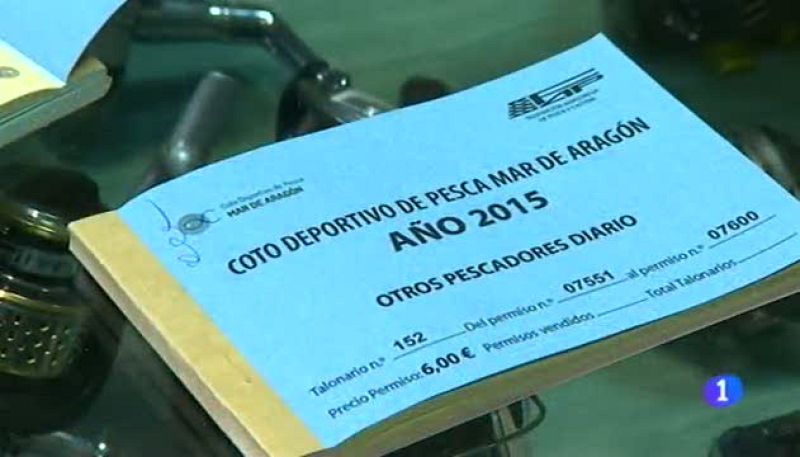 Coto Deportivo de Pesca
MAR DE ARAGÓN
COTO DEPORTIVO DE PESCA MAR DE ARAGÓN
AÑO 2015
OTROS PESCADORES DIARIO
Talonario n.º 152 Del permiso n.º 07551 al permiso n.º 07600
Precio Permiso: 6,00 € Permisos vendidos Total Talonarios
1